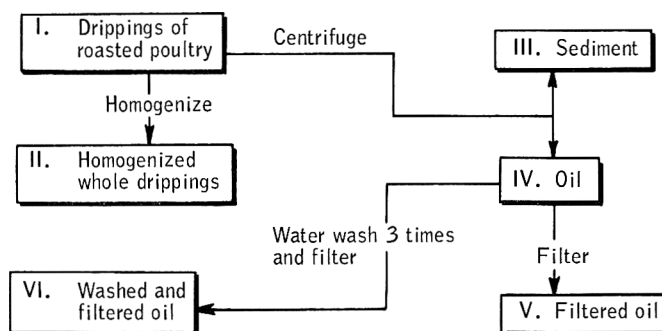 I. Drippings of
roasted poultry
Centrifuge
III. Sediment
Homogenize
II. Homogenized
whole drippings
IV. Oil
Water wash 3 times
and filter
Filter
VI. Washed and
filtered oil
V. Filtered oil